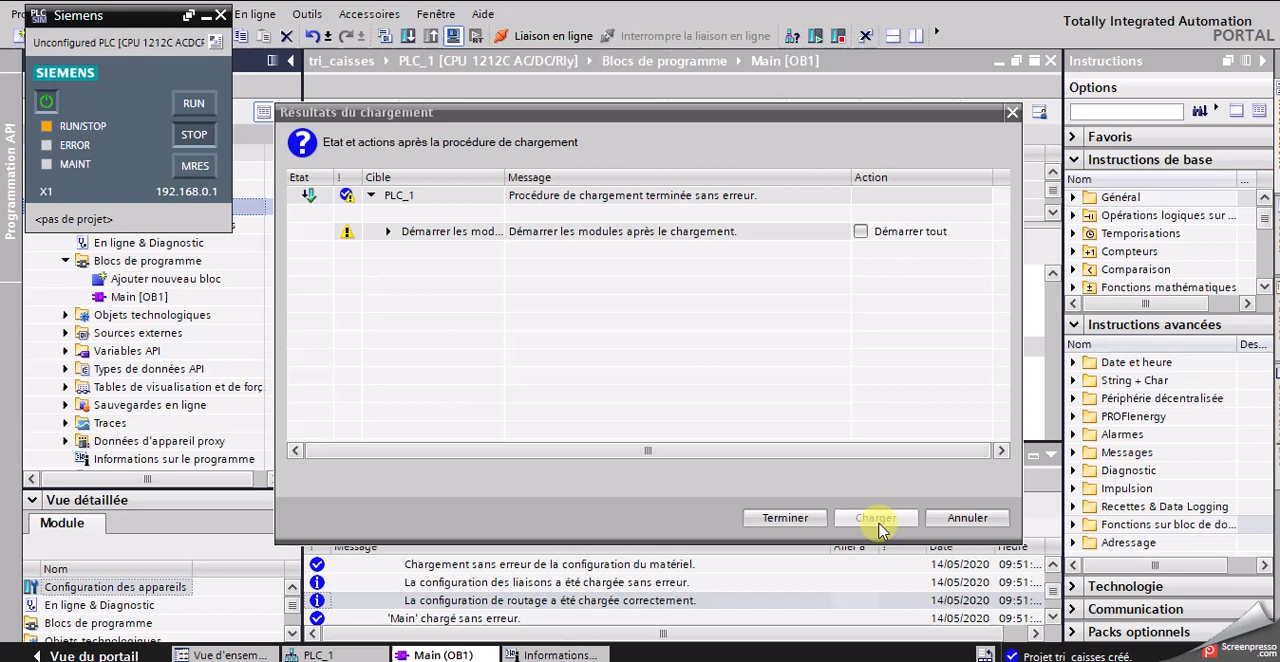 PLC SIM Siemens
Unconfigured PLC [CPU 1212C ACDC
SIEMENS
RUN
RUN/STOP
STOP
ERROR
MAINT
MRES
X1 192.168.0.1
<pas de projet>
En ligne Outils Accessoires Fenêtre Aide
Liaison en ligne Interrompre la liaison en ligne
Totally Integrated Automation
PORTAL
tri_caisses PLC_1 [CPU 1212C AC/DC/Rly] Blocs de programme Main [OB1]
Programmation API
Résultats du chargement
Etat et actions après la procédure de chargement
Etat ! Cible Message Action
PLC_1 Procédure de chargement terminée sans erreur.
Démarrer les mod... Démarrer les modules après le chargement. Démarrer tout
Terminer Charger Annuler
En ligne & Diagnostic
Blocs de programme
Ajouter nouveau bloc
Main [OB1]
Objets technologiques
Sources externes
Variables API
Types de données API
Tables de visualisation et de forç
Sauvegardes en ligne
Traces
Données d'appareil proxy
Informations sur le programme
Vue détaillée
Module
Nom
Configuration des appareils
En ligne & Diagnostic
Blocs de programme
Objets technologiques
! Message Aller à ! Date Heure
Chargement sans erreur de la configuration du matériel. 14/05/2020 09:51:...
La configuration des liaisons a été chargée sans erreur. 14/05/2020 09:51:...
La configuration de routage a été chargée correctement. 14/05/2020 09:51:...
'Main' chargé sans erreur. 14/05/2020 09:51:...
Instructions
Options
Favoris
Instructions de base
Nom ...
Général
Opérations logiques sur ...
Temporisations
Compteurs
Comparaison
Fonctions mathématiques
Instructions avancées
Nom Des...
Date et heure
String + Char
Périphérie décentralisée
PROFIenergy
Alarmes
Messages
Diagnostic
Impulsion
Recettes & Data Logging
Fonctions sur bloc de do...
Adressage
Technologie
Communication
Packs optionnels
Vue du portail Vue d'ensem... PLC_1 Main (OB1) Informations...
Projet tri_caisses créé.
Screenpresso
.com